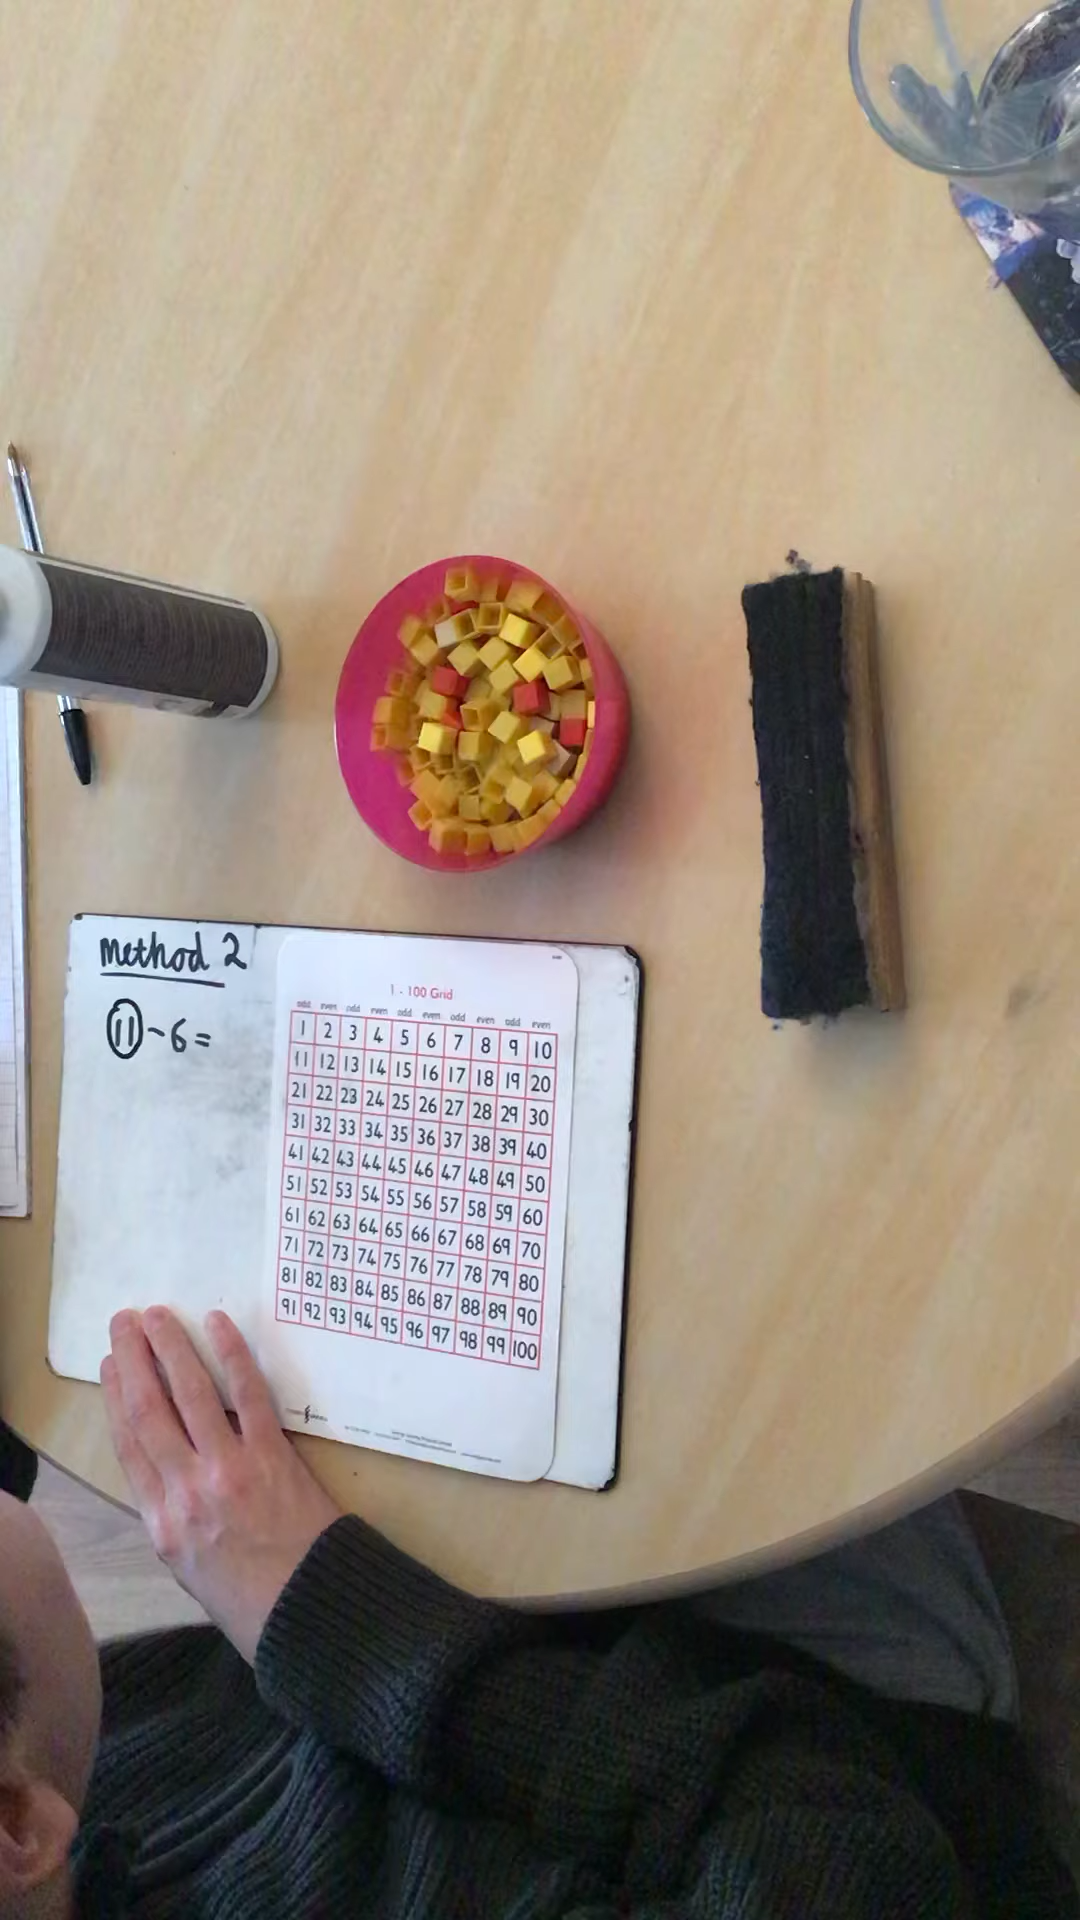 Method 2
11-6=
1 - 100 Grid
odd even odd even odd even odd even odd even
1 2 3 4 5 6 7 8 9 10
11 12 13 14 15 16 17 18 19 20
21 22 23 24 25 26 27 28 29 30
31 32 33 34 35 36 37 38 39 40
41 42 43 44 45 46 47 48 49 50
51 52 53 54 55 56 57 58 59 60
61 62 63 64 65 66 67 68 69 70
71 72 73 74 75 76 77 78 79 80
81 82 83 84 85 86 87 88 89 90
91 92 93 94 95 96 97 98 99 100